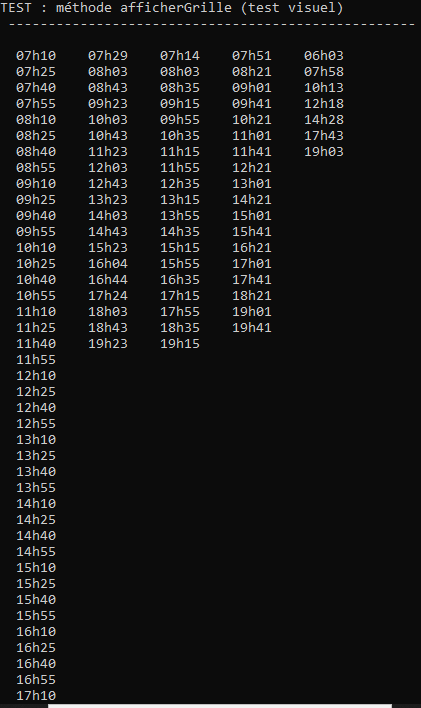 TEST : méthode afficherGrille (test visuel)
---------------------------------------------------
07h10 07h29 07h14 07h51 06h03
07h25 08h03 08h03 08h21 07h58
07h40 08h43 08h35 09h01 10h13
07h55 09h23 09h15 09h41 12h18
08h10 10h03 09h55 10h21 14h28
08h25 10h43 10h35 11h01 17h43
08h40 11h23 11h15 11h41 19h03
08h55 12h03 11h55 12h21
09h10 12h43 12h35 13h01
09h25 13h23 13h15 14h21
09h40 14h03 13h55 15h01
09h55 14h43 14h35 15h41
10h10 15h23 15h15 16h21
10h25 16h04 15h55 17h01
10h40 16h44 16h35 17h41
10h55 17h24 17h15 18h21
11h10 18h03 17h55 19h01
11h25 18h43 18h35 19h41
11h40 19h23 19h15
11h55
12h10
12h25
12h40
12h55
13h10
13h25
13h40
13h55
14h10
14h25
14h40
14h55
15h10
15h25
15h40
15h55
16h10
16h25
16h40
16h55
17h10